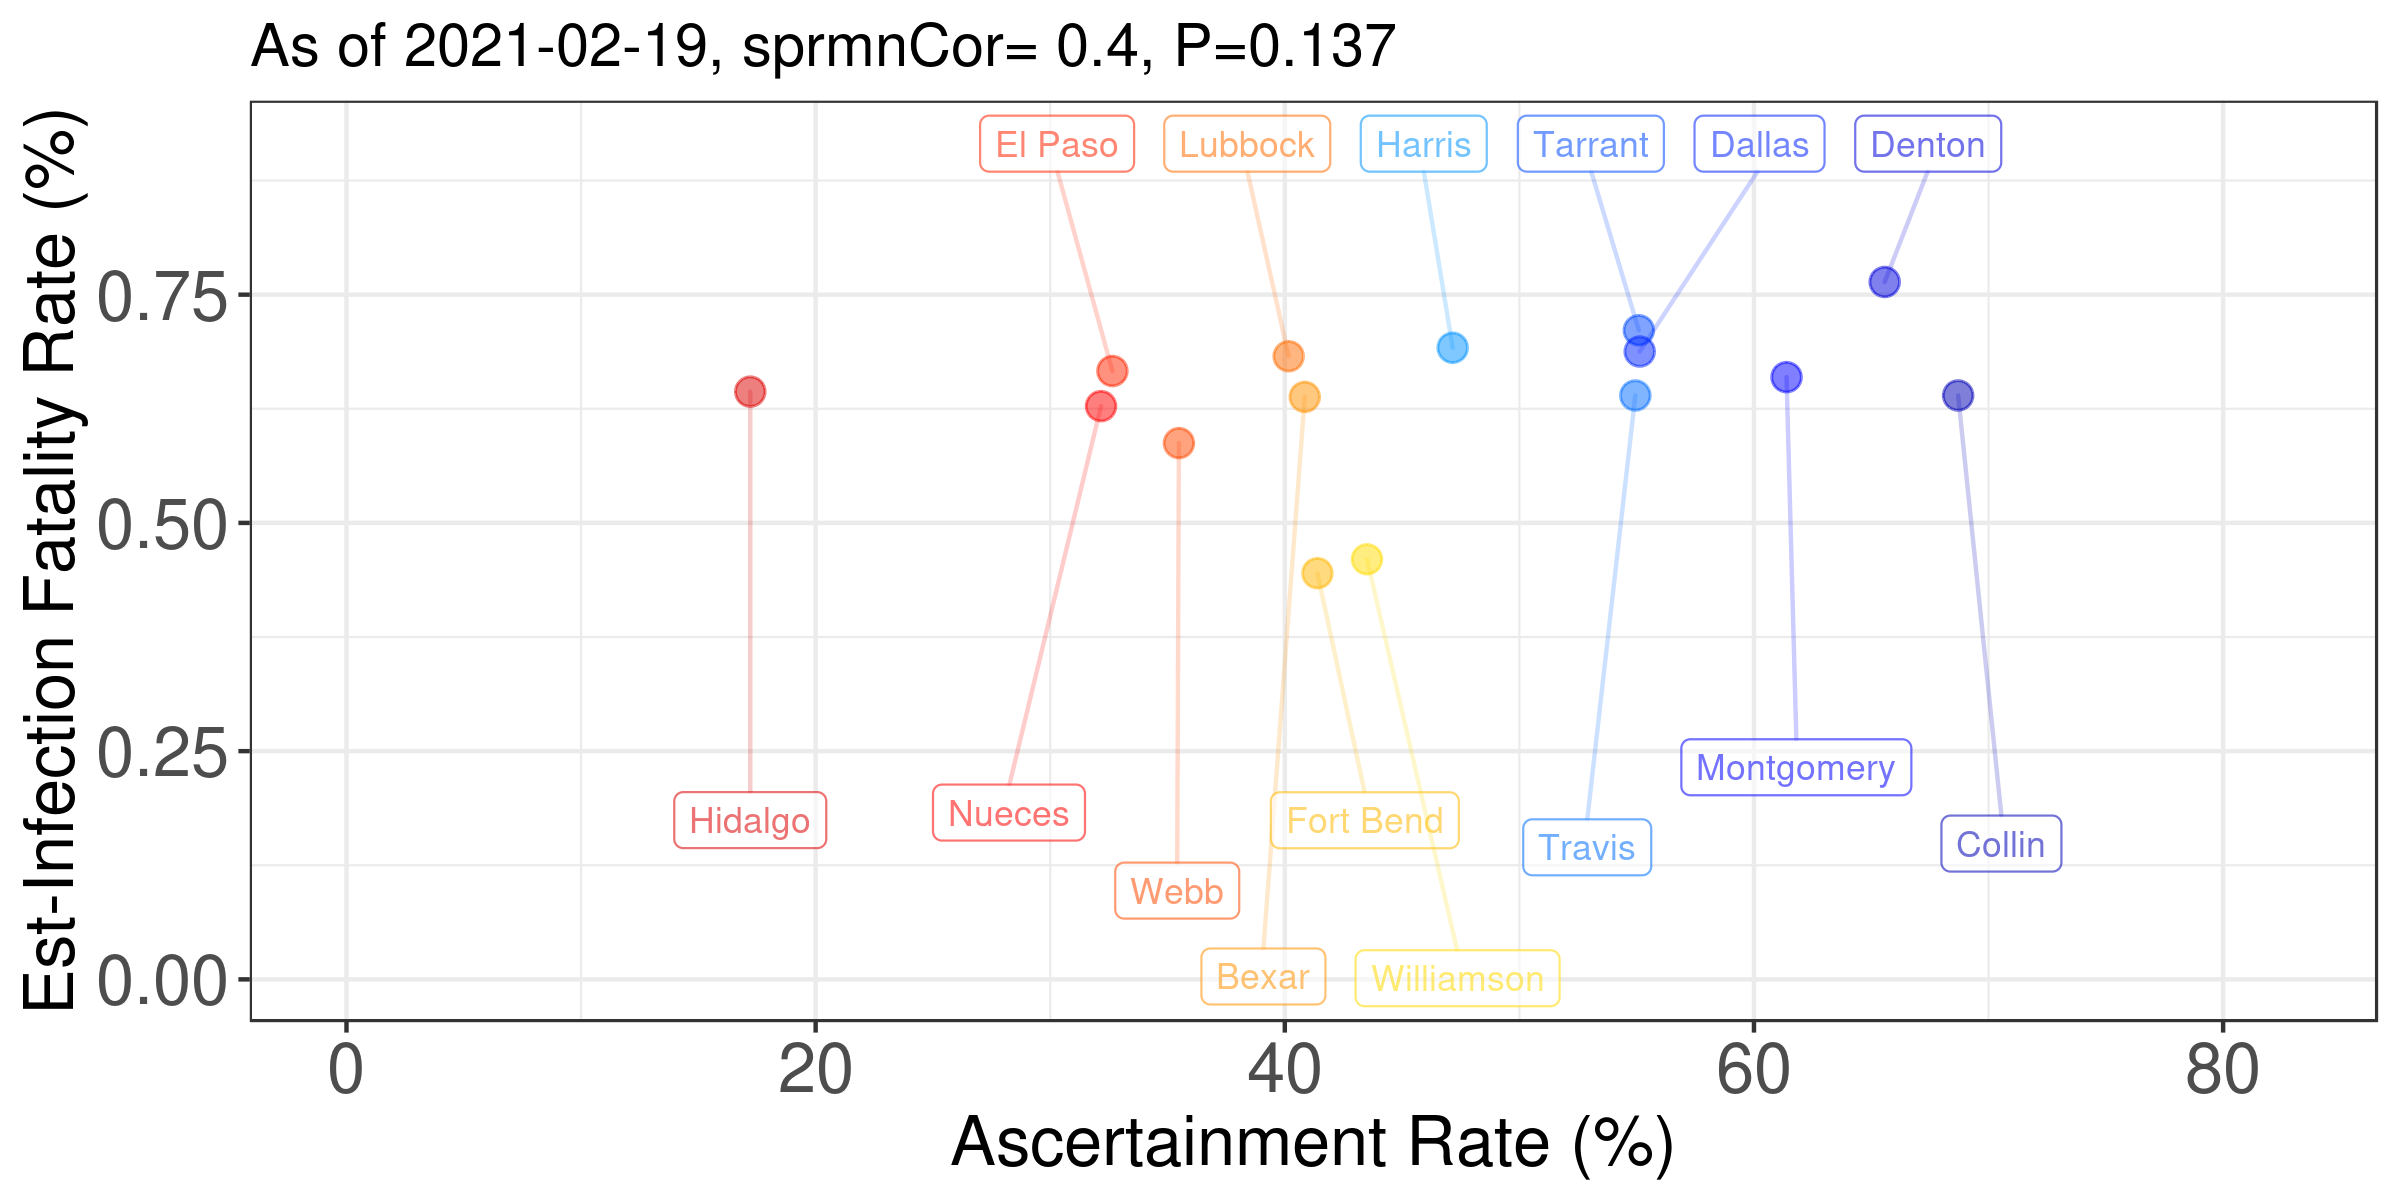 As of 2021-02-19, sprmnCor= 0.4, P=0.137
Est-Infection Fatality Rate (%)
El Paso
Lubbock
Harris
Tarrant
Dallas
Denton
0.75
0.50
0.25
0.00
Montgomery
Hidalgo
Nueces
Fort Bend
Travis
Collin
Webb
Bexar
Williamson
0
20
40
60
80
Ascertainment Rate (%)